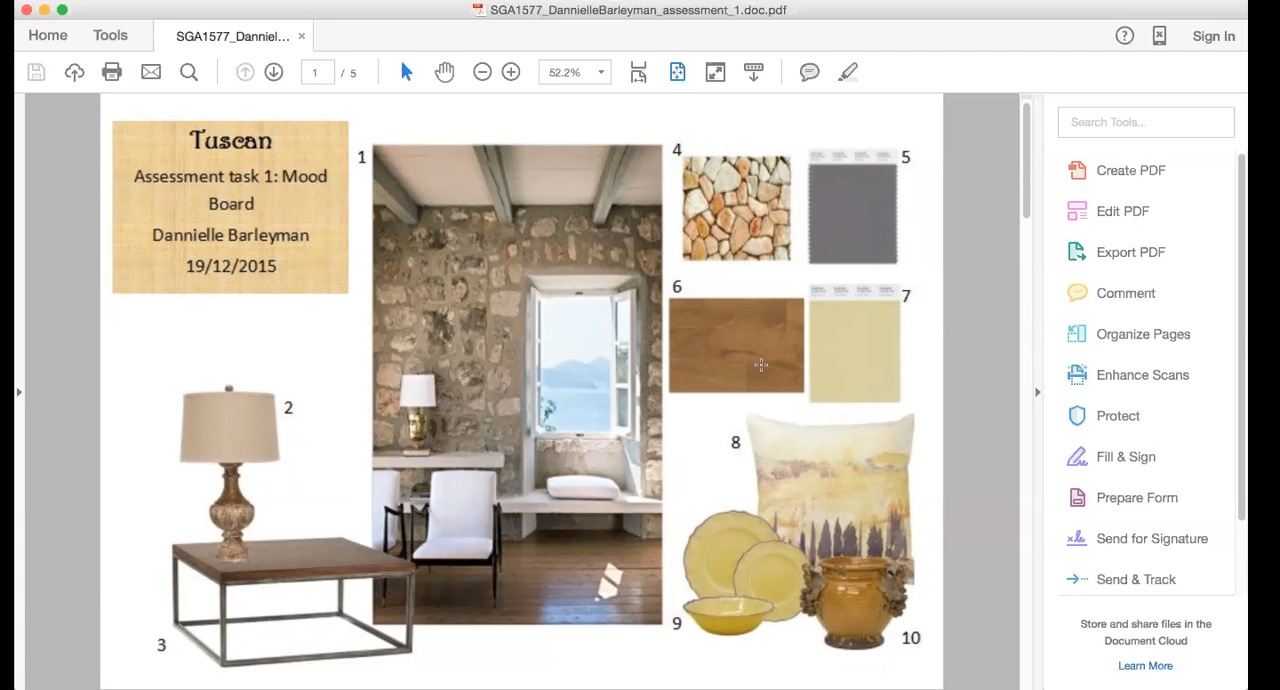 SGA1577_DannielleBarleyman_assessment_1.doc.pdf
Home
Tools
SGA1577_Danniel...
Sign In
1 / 5
52.2%
Search Tools...
Create PDF
Edit PDF
Export PDF
Comment
Organize Pages
Enhance Scans
Protect
Fill & Sign
Prepare Form
Send for Signature
Send & Track
Store and share files in the
Document Cloud
Learn More
Tuscan
Assessment task 1: Mood
Board
Dannielle Barleyman
19/12/2015
1
2
3
4
5
6
7
8
9
10